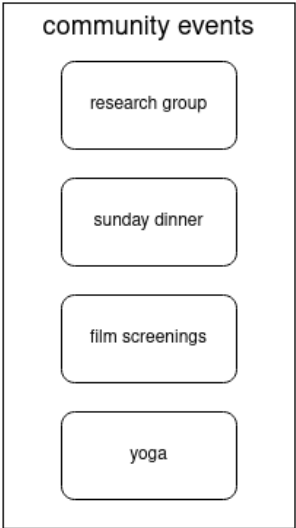 community events
research group
sunday dinner
film screenings
yoga